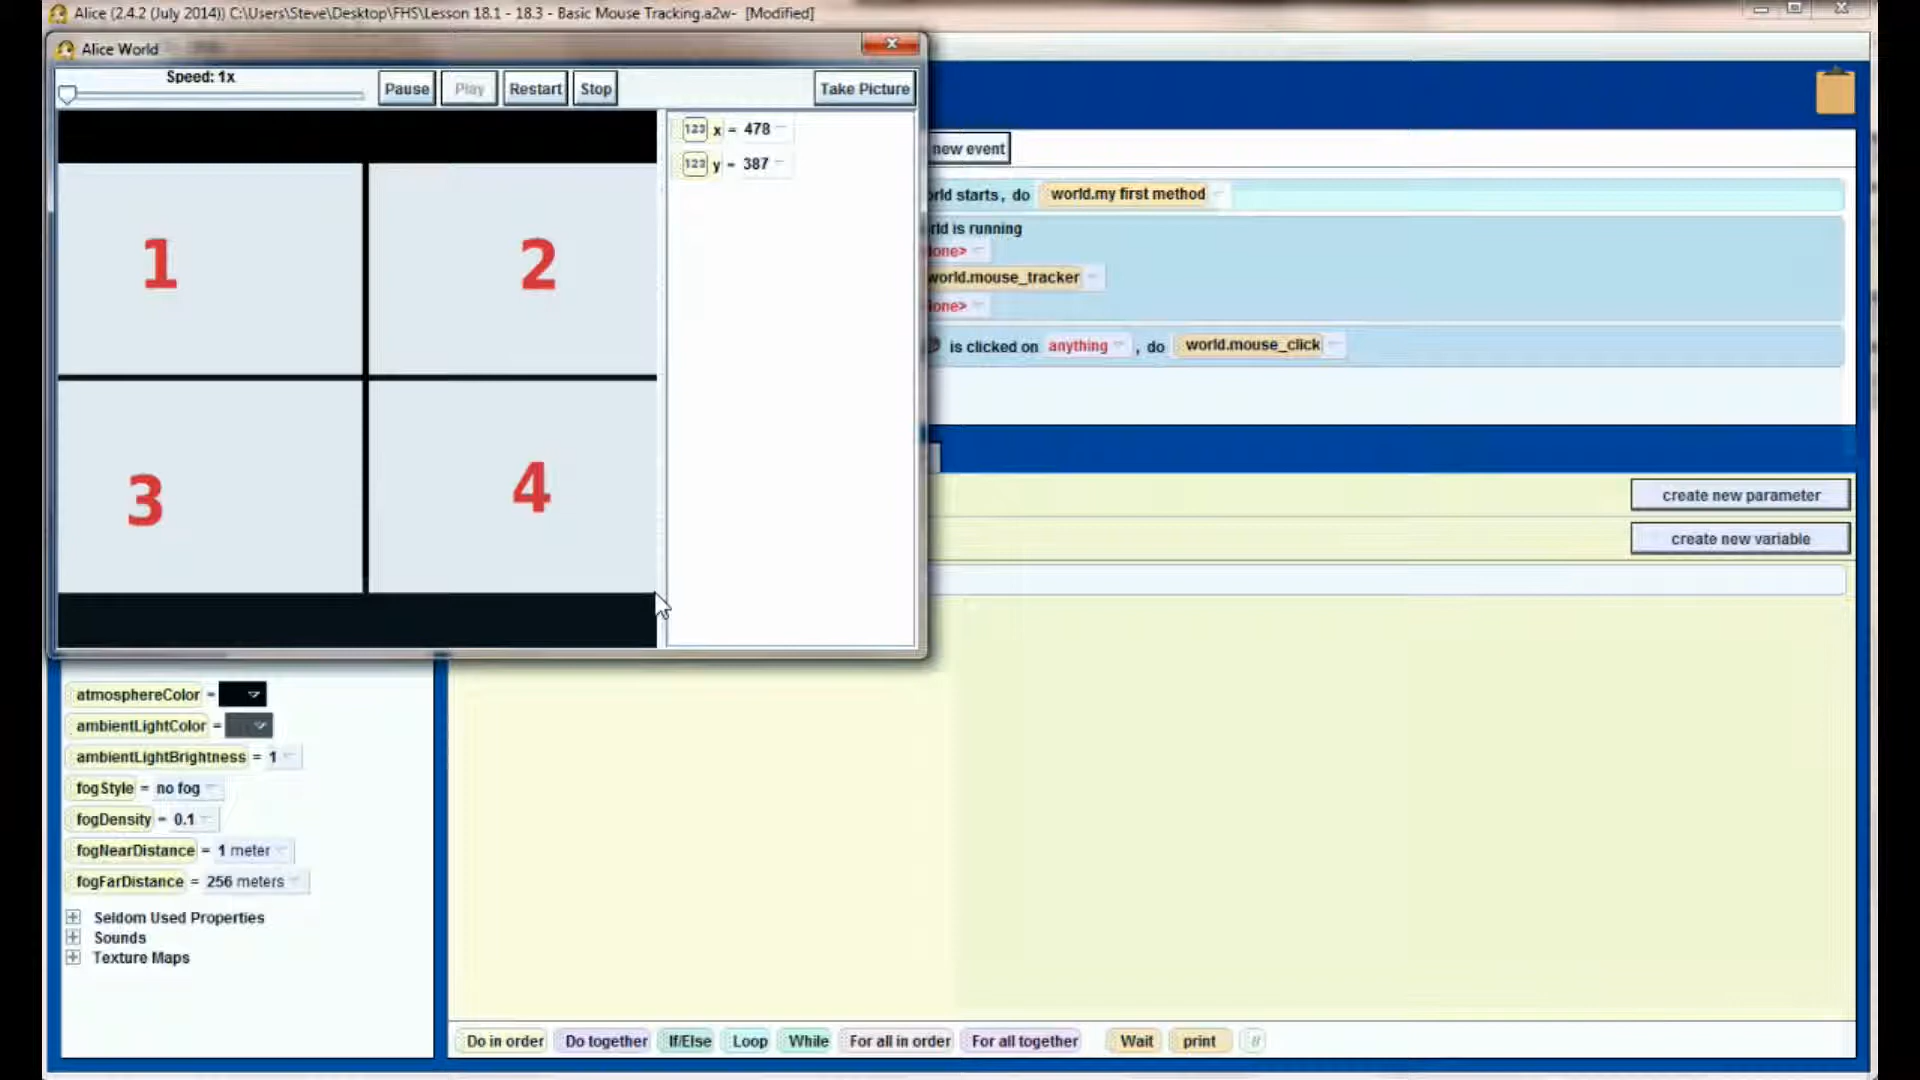 Alice (2.4.2 (July 2014)) C:\Users\Steve\Desktop\FHS\Lesson 18.1 - 18.3 - Basic Mouse Tracking.a2w- [Modified]
Alice World
Speed: 1x
Pause
Play
Restart
Stop
Take Picture
123 x = 478
123 y = 387
1
2
3
4
new event
rld starts, do world.my first method
rld is running
one>
world.mouse_tracker
one>
is clicked on anything , do world.mouse_click
create new parameter
create new variable
atmosphereColor =
ambientLightColor =
ambientLightBrightness = 1
fogStyle = no fog
fogDensity = 0.1
fogNearDistance = 1 meter
fogFarDistance = 256 meters
Seldom Used Properties
Sounds
Texture Maps
Do in order
Do together
If/Else
Loop
While
For all in order
For all together
Wait
print
//